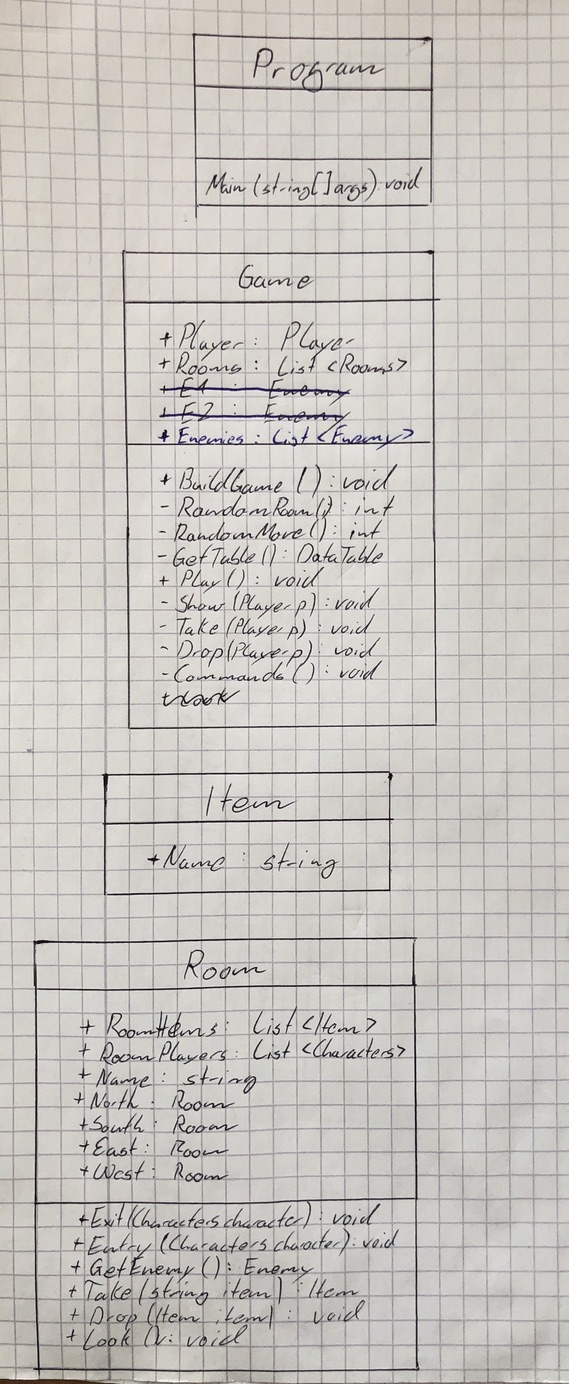 Program
Main (string[] args): void
Game
+ Player : Player
+ Rooms : List <Rooms>
+ E1 : Enemy
+ E2 : Enemy
+ Enemies : List <Enemy>
+ BuildGame () : void
- RandomRoom() : int
- RandomMove() : int
- GetTable () : DataTable
+ Play () : void
- Show (Player p) : void
- Take (Player p) : void
- Drop (Player p) : void
- Commands () : void
Item
+ Name : string
Room
+ RoomItems : List <Item>
+ RoomPlayers : List <Characters>
+ Name : string
+ North : Room
+ South : Room
+ East : Room
+ West : Room
+ Exit (Characters character) : void
+ Entry (Characters character) : void
+ GetEnemy () : Enemy
+ Take (string item) : Item
+ Drop (Item item) : void
+ Look () : void